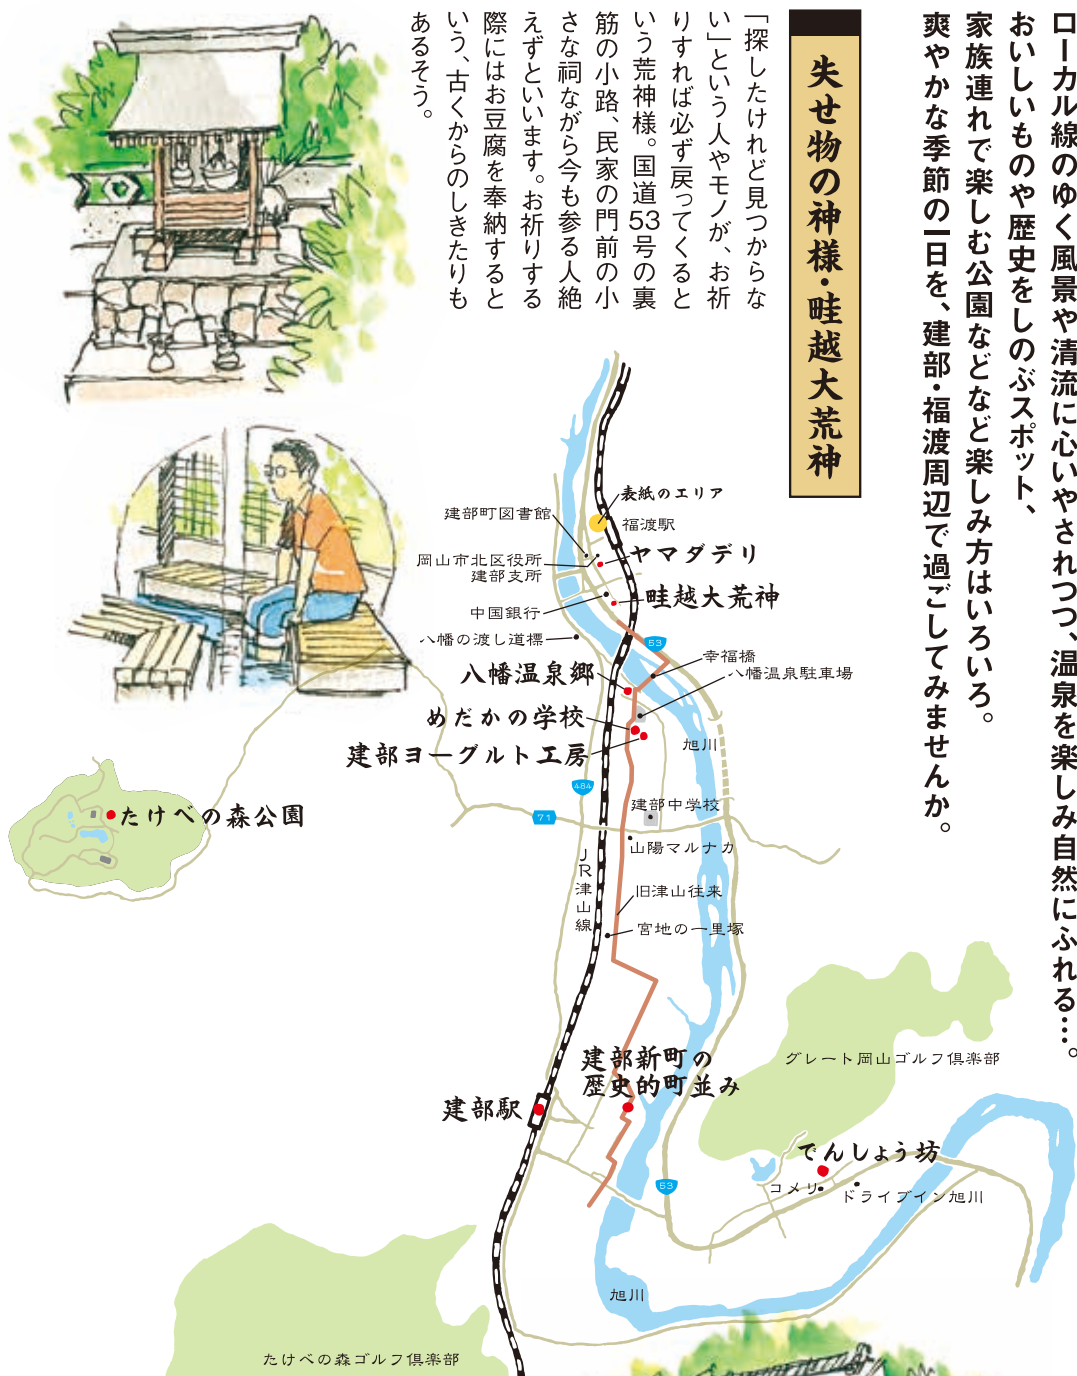 ローカル線のゆく風景や清流に心いやされつつ、温泉を楽しみ自然にふれる…。
おいしいものや歴史をしのぶスポット、
家族連れで楽しむ公園などなど楽しみ方はいろいろ。
爽やかな季節の一日を、建部・福渡周辺で過ごしてみませんか。
失せ物の神様・畦越大荒神
「探したけれど見つからな
い」という人やモノが、お祈
りすれば必ず戻ってくると
いう荒神様。国道53号の裏
筋の小路、民家の門前の小
さな祠ながら今も参る人絶
えずといいます。お祈りする
際にはお豆腐を奉納すると
いう、古くからのしきたりも
あるそう。
表紙のエリア
建部町図書館
福渡駅
ヤマダデリ
岡山市北区役所
建部支所
畦越大荒神
中国銀行
八幡の渡し道標
53
幸福橋
八幡温泉郷
八幡温泉駐車場
めだかの学校
旭川
建部ヨーグルト工房
484
建部中学校
71
たけべの森公園
山陽マルナカ
JR津山線
旧津山往来
宮地の一里塚
建部新町の
歴史的町並み
グレート岡山ゴルフ倶楽部
建部駅
でんしょう坊
53
コメリ
ドライブイン旭川
旭川
たけべの森ゴルフ倶楽部